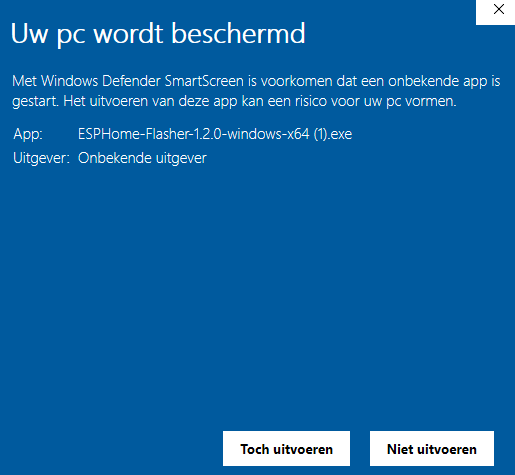 Uw pc wordt beschermd
Met Windows Defender SmartScreen is voorkomen dat een onbekende app is
gestart. Het uitvoeren van deze app kan een risico voor uw pc vormen.
App: ESPHome-Flasher-1.2.0-windows-x64 (1).exe
Uitgever: Onbekende uitgever
Toch uitvoeren Niet uitvoeren